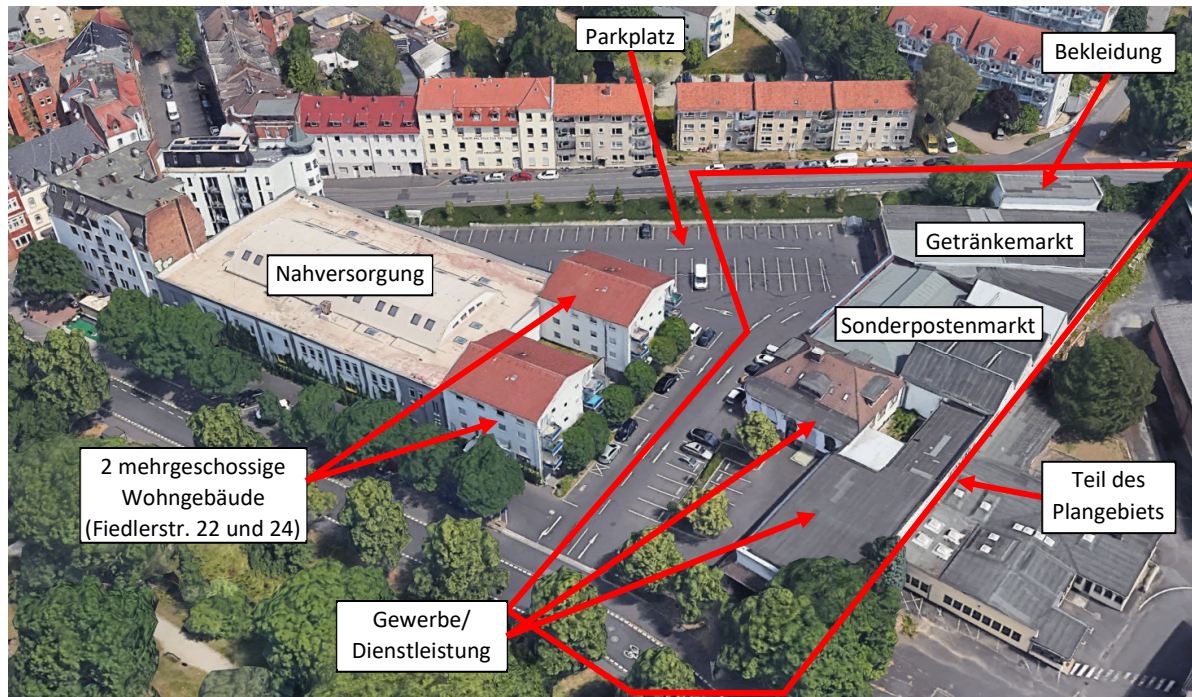 Parkplatz
Bekleidung
Getränkemarkt
Nahversorgung
Sonderpostenmarkt
2 mehrgeschossige
Wohngebäude
(Fiedlerstr. 22 und 24)
Teil des
Plangebiets
Gewerbe/
Dienstleistung